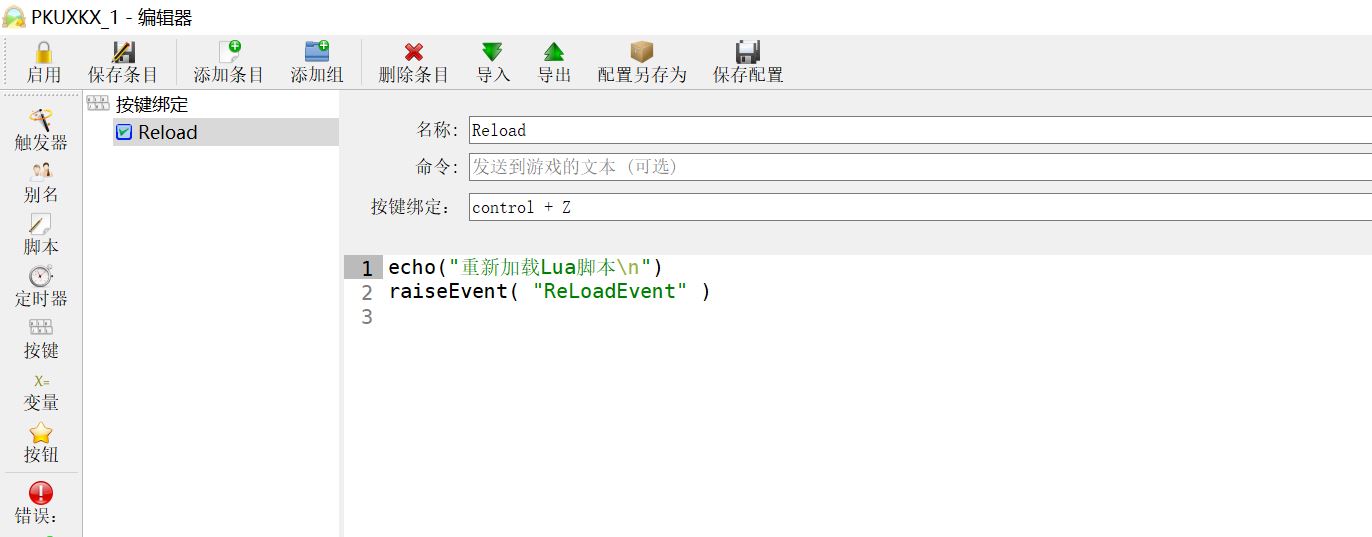 PKUXKX_1 - 编辑器
启用 保存条目 添加条目 添加组 删除条目 导入 导出 配置另存为 保存配置
触发器
别名
脚本
定时器
按键
变量
按钮
错误:
按键绑定
Reload
名称: Reload
命令: 发送到游戏的文本 (可选)
按键绑定: control + Z
1 echo("重新加载Lua脚本\n")
2 raiseEvent( "ReLoadEvent" )
3